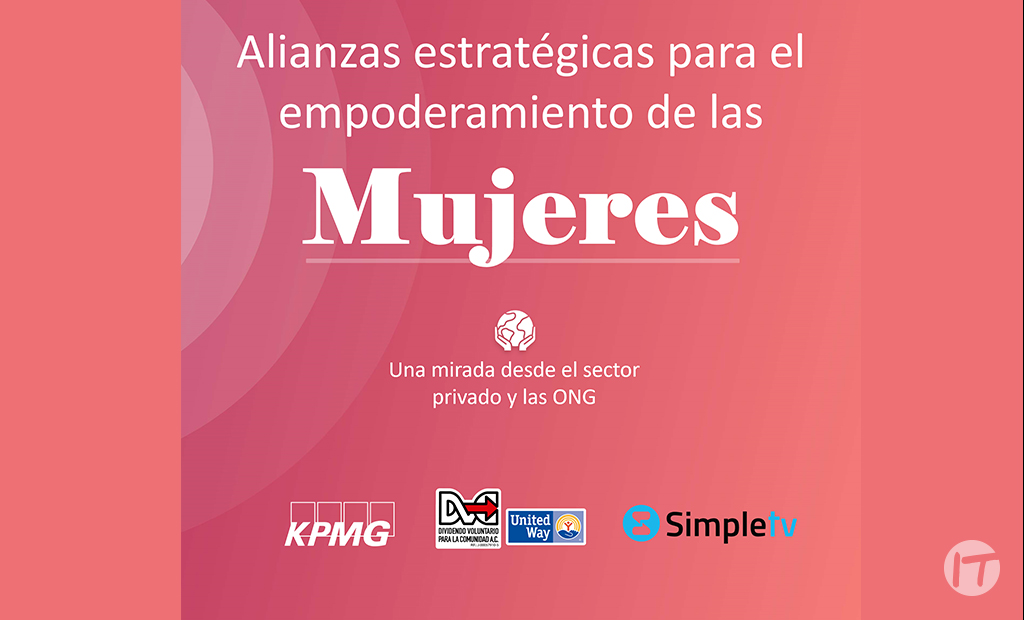 Alianzas estratégicas para el
empoderamiento de las
Mujeres
Una mirada desde el sector
privado y las ONG
KPMG
DIVIDENDO VOLUNTARIO
PARA LA COMUNIDAD A.C.
United
Way
Simpletv
IT